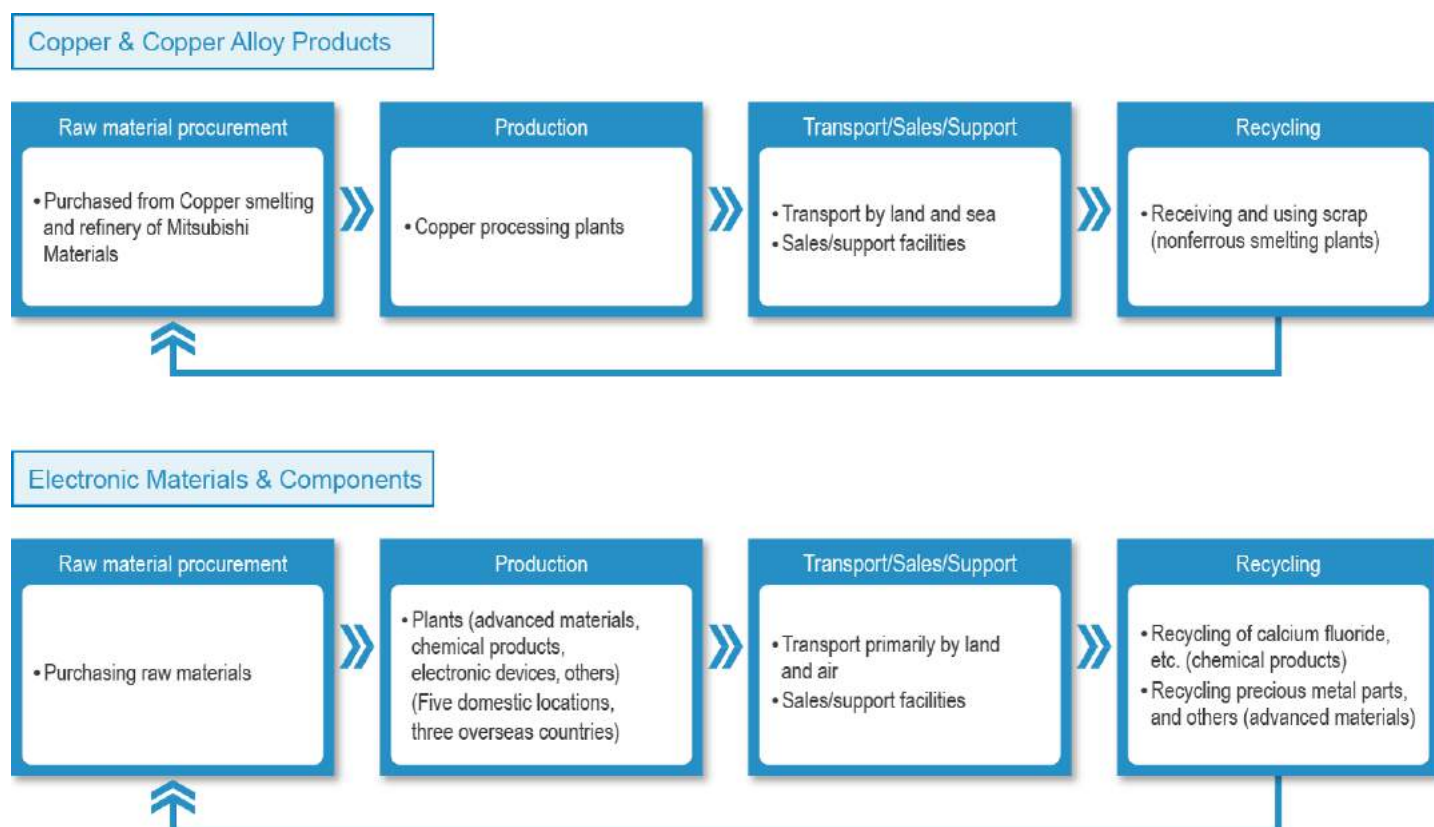 Copper & Copper Alloy Products
Raw material procurement
• Purchased from Copper smelting
and refinery of Mitsubishi
Materials
Production
• Copper processing plants
Transport/Sales/Support
• Transport by land and sea
• Sales/support facilities
Recycling
• Receiving and using scrap
(nonferrous smelting plants)
Electronic Materials & Components
Raw material procurement
• Purchasing raw materials
Production
• Plants (advanced materials,
chemical products,
electronic devices, others)
(Five domestic locations,
three overseas countries)
Transport/Sales/Support
• Transport primarily by land
and air
• Sales/support facilities
Recycling
• Recycling of calcium fluoride,
etc. (chemical products)
• Recycling precious metal parts,
and others (advanced materials)